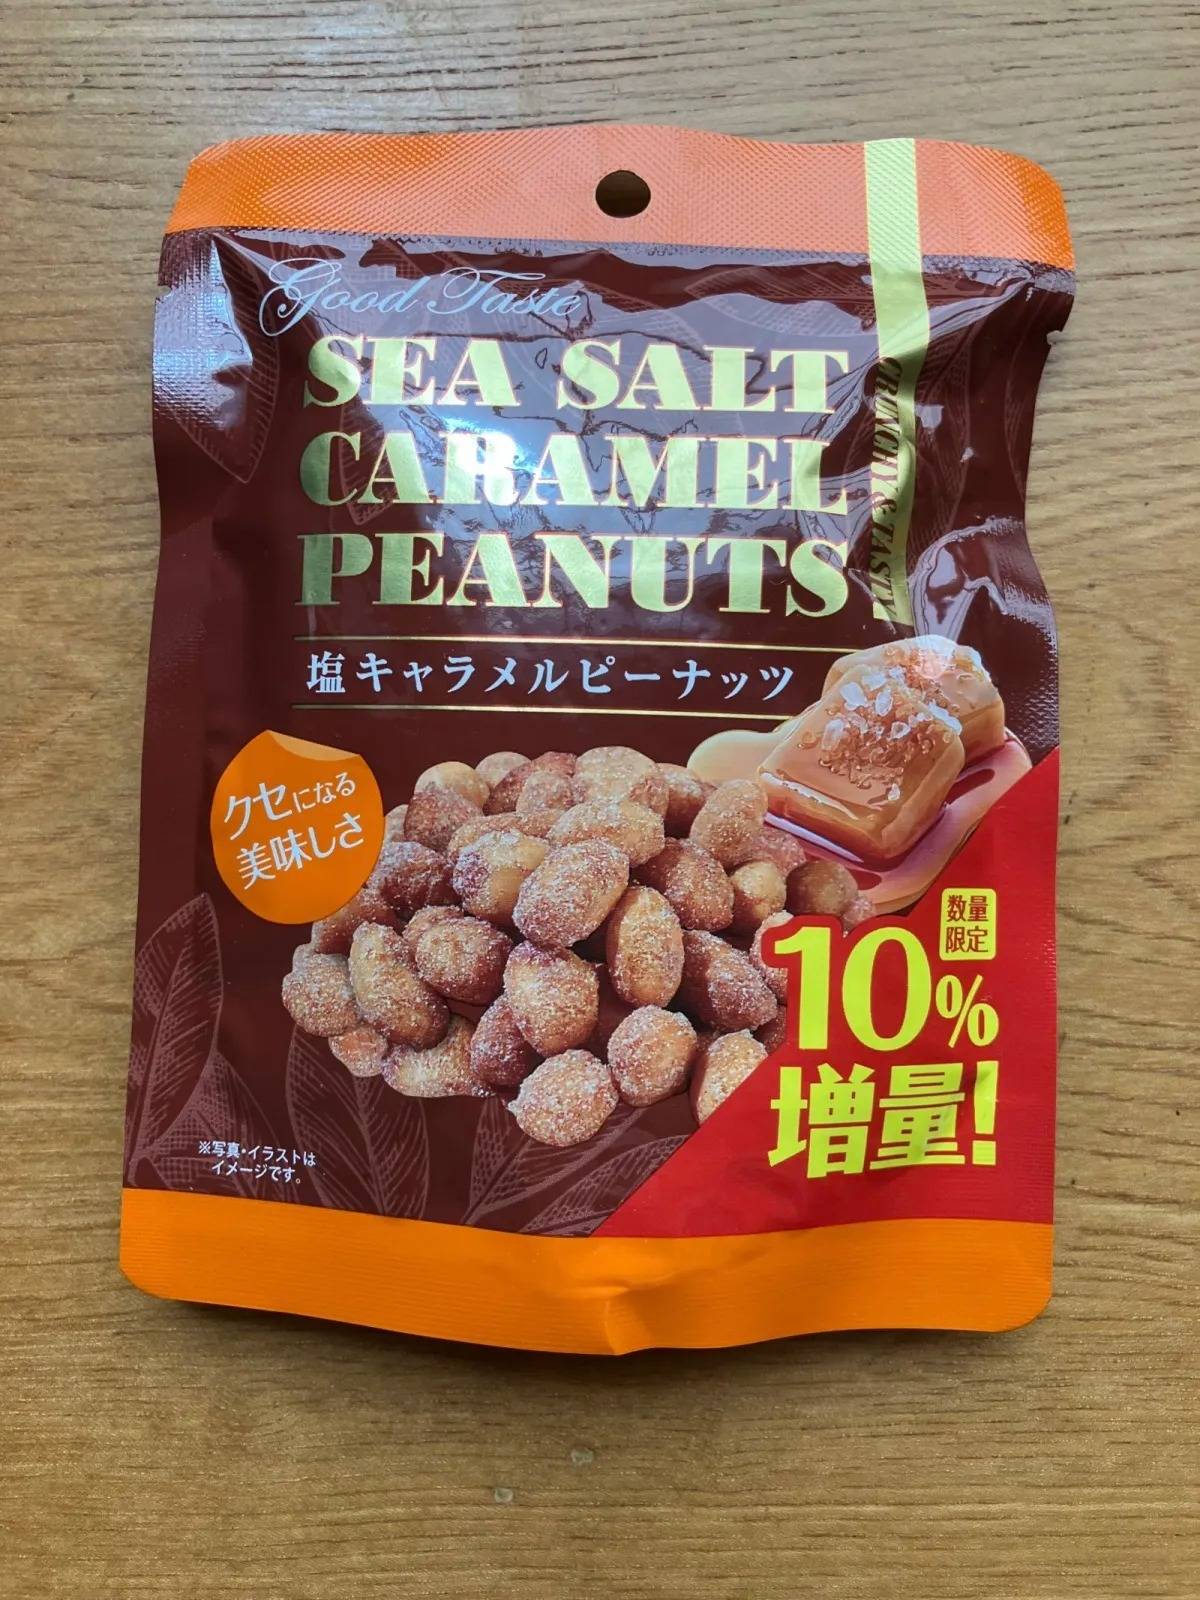 Good Taste
SEA SALT
CARAMEL
PEANUTS
CRUNCHY & TASTY
塩キャラメルピーナッツ
クセになる
美味しさ
数量
限定
10%
増量!
※写真・イラストは
イメージです。